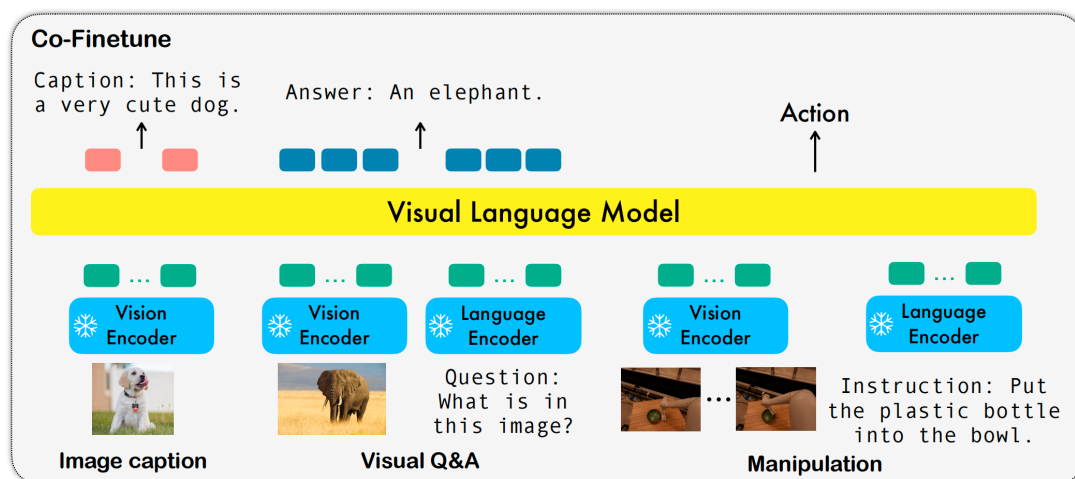 Co-Finetune
Caption: This is
a very cute dog.
Answer: An elephant.
Action
Visual Language Model
... ... ... ... ...
Vision
Encoder
Vision
Encoder
Language
Encoder
Vision
Encoder
Language
Encoder
Question:
What is in
this image?
...
Instruction: Put
the plastic bottle
into the bowl.
Image caption
Visual Q&A
Manipulation